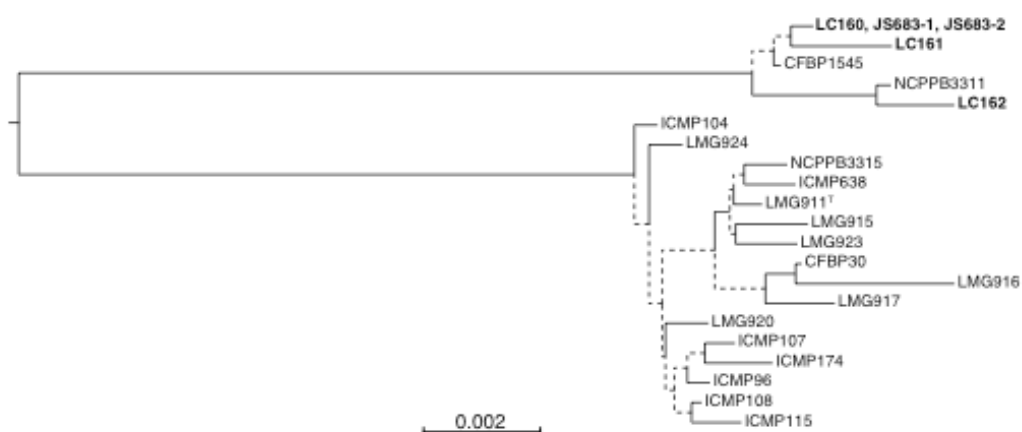 LC160, JS683-1, JS683-2
LC161
CFBP1545
NCPPB3311
LC162
ICMP104
LMG924
NCPPB3315
ICMP638
LMG911ᵀ
LMG915
LMG923
CFBP30
LMG916
LMG917
LMG920
ICMP107
ICMP174
ICMP96
ICMP108
ICMP115
0.002